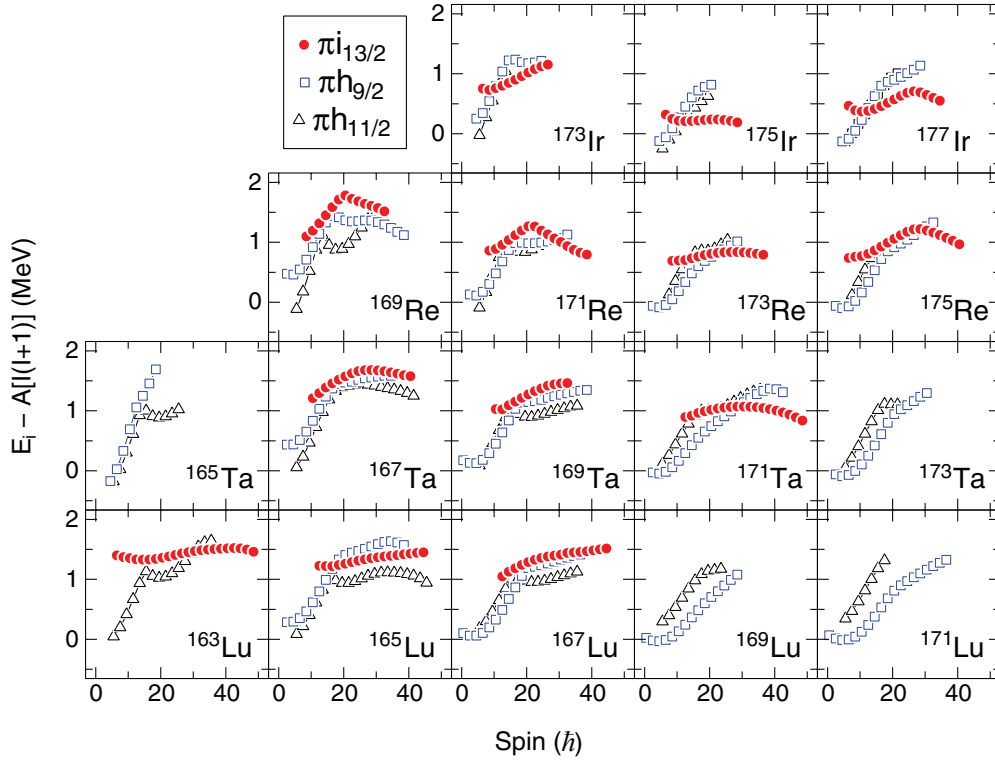 πi13/2
πh9/2
πh11/2
2
1
0
173Ir
175Ir
177Ir
2
1
0
169Re
171Re
173Re
175Re
2
1
0
165Ta
167Ta
169Ta
171Ta
173Ta
2
1
0
163Lu
165Lu
167Lu
169Lu
171Lu
0 20 40 0 20 40 0 20 40 0 20 40 0 20 40
Spin (ℏ)
Ei – A[I(I+1)] (MeV)